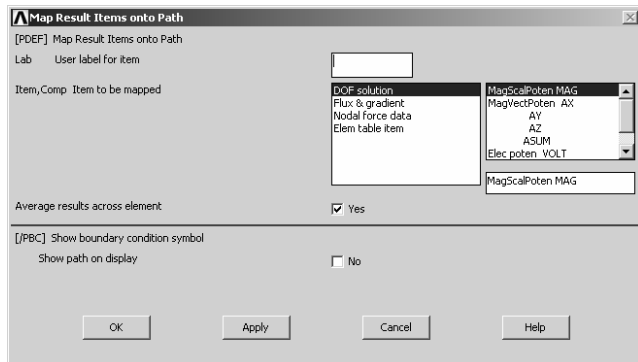 Map Result Items onto Path
[PDEF] Map Result Items onto Path
Lab User label for item
Item,Comp Item to be mapped
DOF solution
Flux & gradient
Nodal force data
Elem table item
MagScalPoten MAG
MagVectPoten AX
AY
AZ
ASUM
Elec poten VOLT
MagScalPoten MAG
Average results across element
Yes
[/PBC] Show boundary condition symbol
Show path on display
No
OK Apply Cancel Help